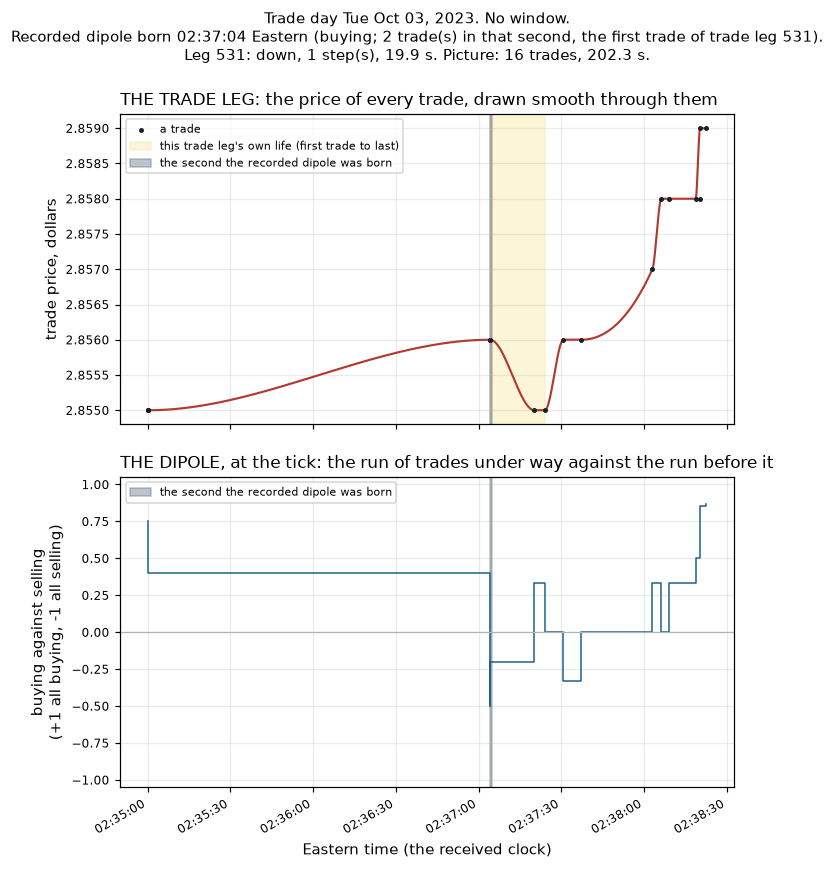 Trade day Tue Oct 03, 2023. No window.
Recorded dipole born 02:37:04 Eastern (buying; 2 trade(s) in that second, the first trade of trade leg 531).
Leg 531: down, 1 step(s), 19.9 s. Picture: 16 trades, 202.3 s.
THE TRADE LEG: the price of every trade, drawn smooth through them
a trade
this trade leg's own life (first trade to last)
the second the recorded dipole was born
trade price, dollars
2.8590
2.8585
2.8580
2.8575
2.8570
2.8565
2.8560
2.8555
2.8550
THE DIPOLE, at the tick: the run of trades under way against the run before it
the second the recorded dipole was born
buying against selling
(+1 all buying, -1 all selling)
1.00
0.75
0.50
0.25
0.00
−0.25
−0.50
−0.75
−1.00
02:35:00
02:35:30
02:36:00
02:36:30
02:37:00
02:37:30
02:38:00
02:38:30
Eastern time (the received clock)